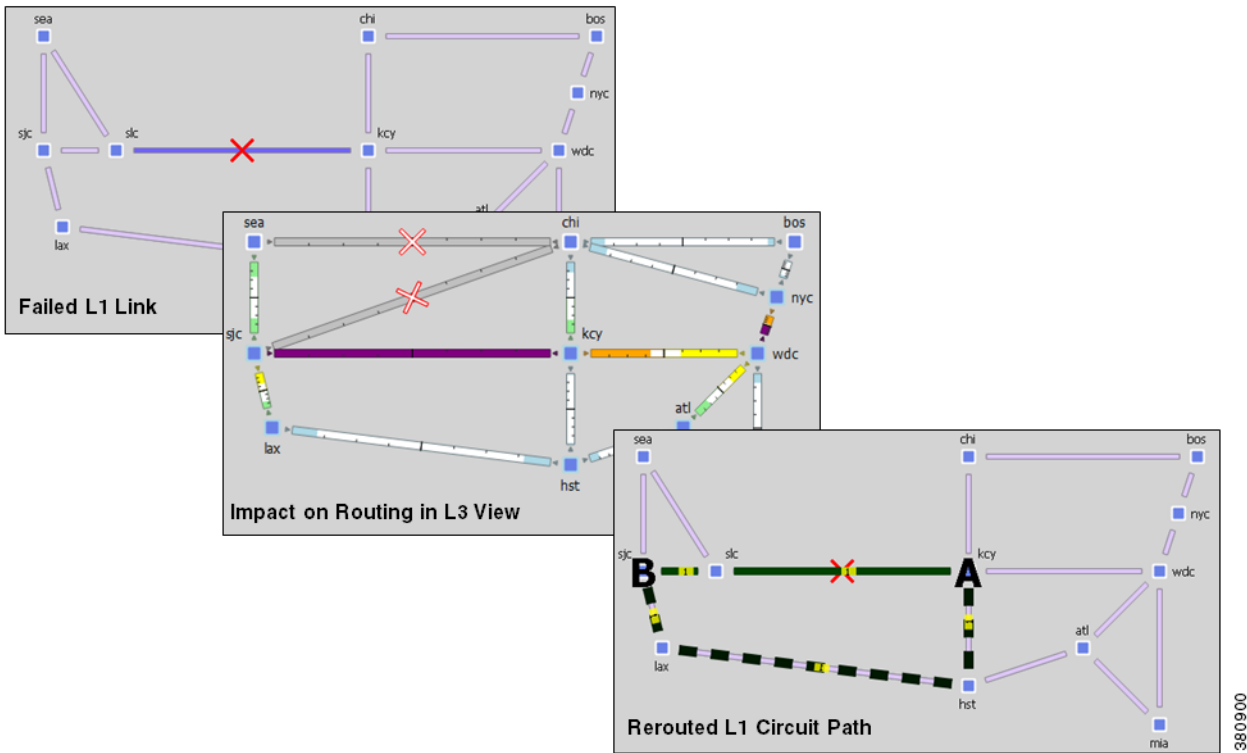 sea
chi
bos
nyc
sjc
slc
kcy
wdc
atl
lax
Failed L1 Link
sea
chi
bos
nyc
sjc
kcy
wdc
atl
lax
hst
Impact on Routing in L3 View
sea
chi
bos
nyc
sjc
slc
kcy
wdc
B
1
1
A
atl
lax
hst
mia
Rerouted L1 Circuit Path
380900